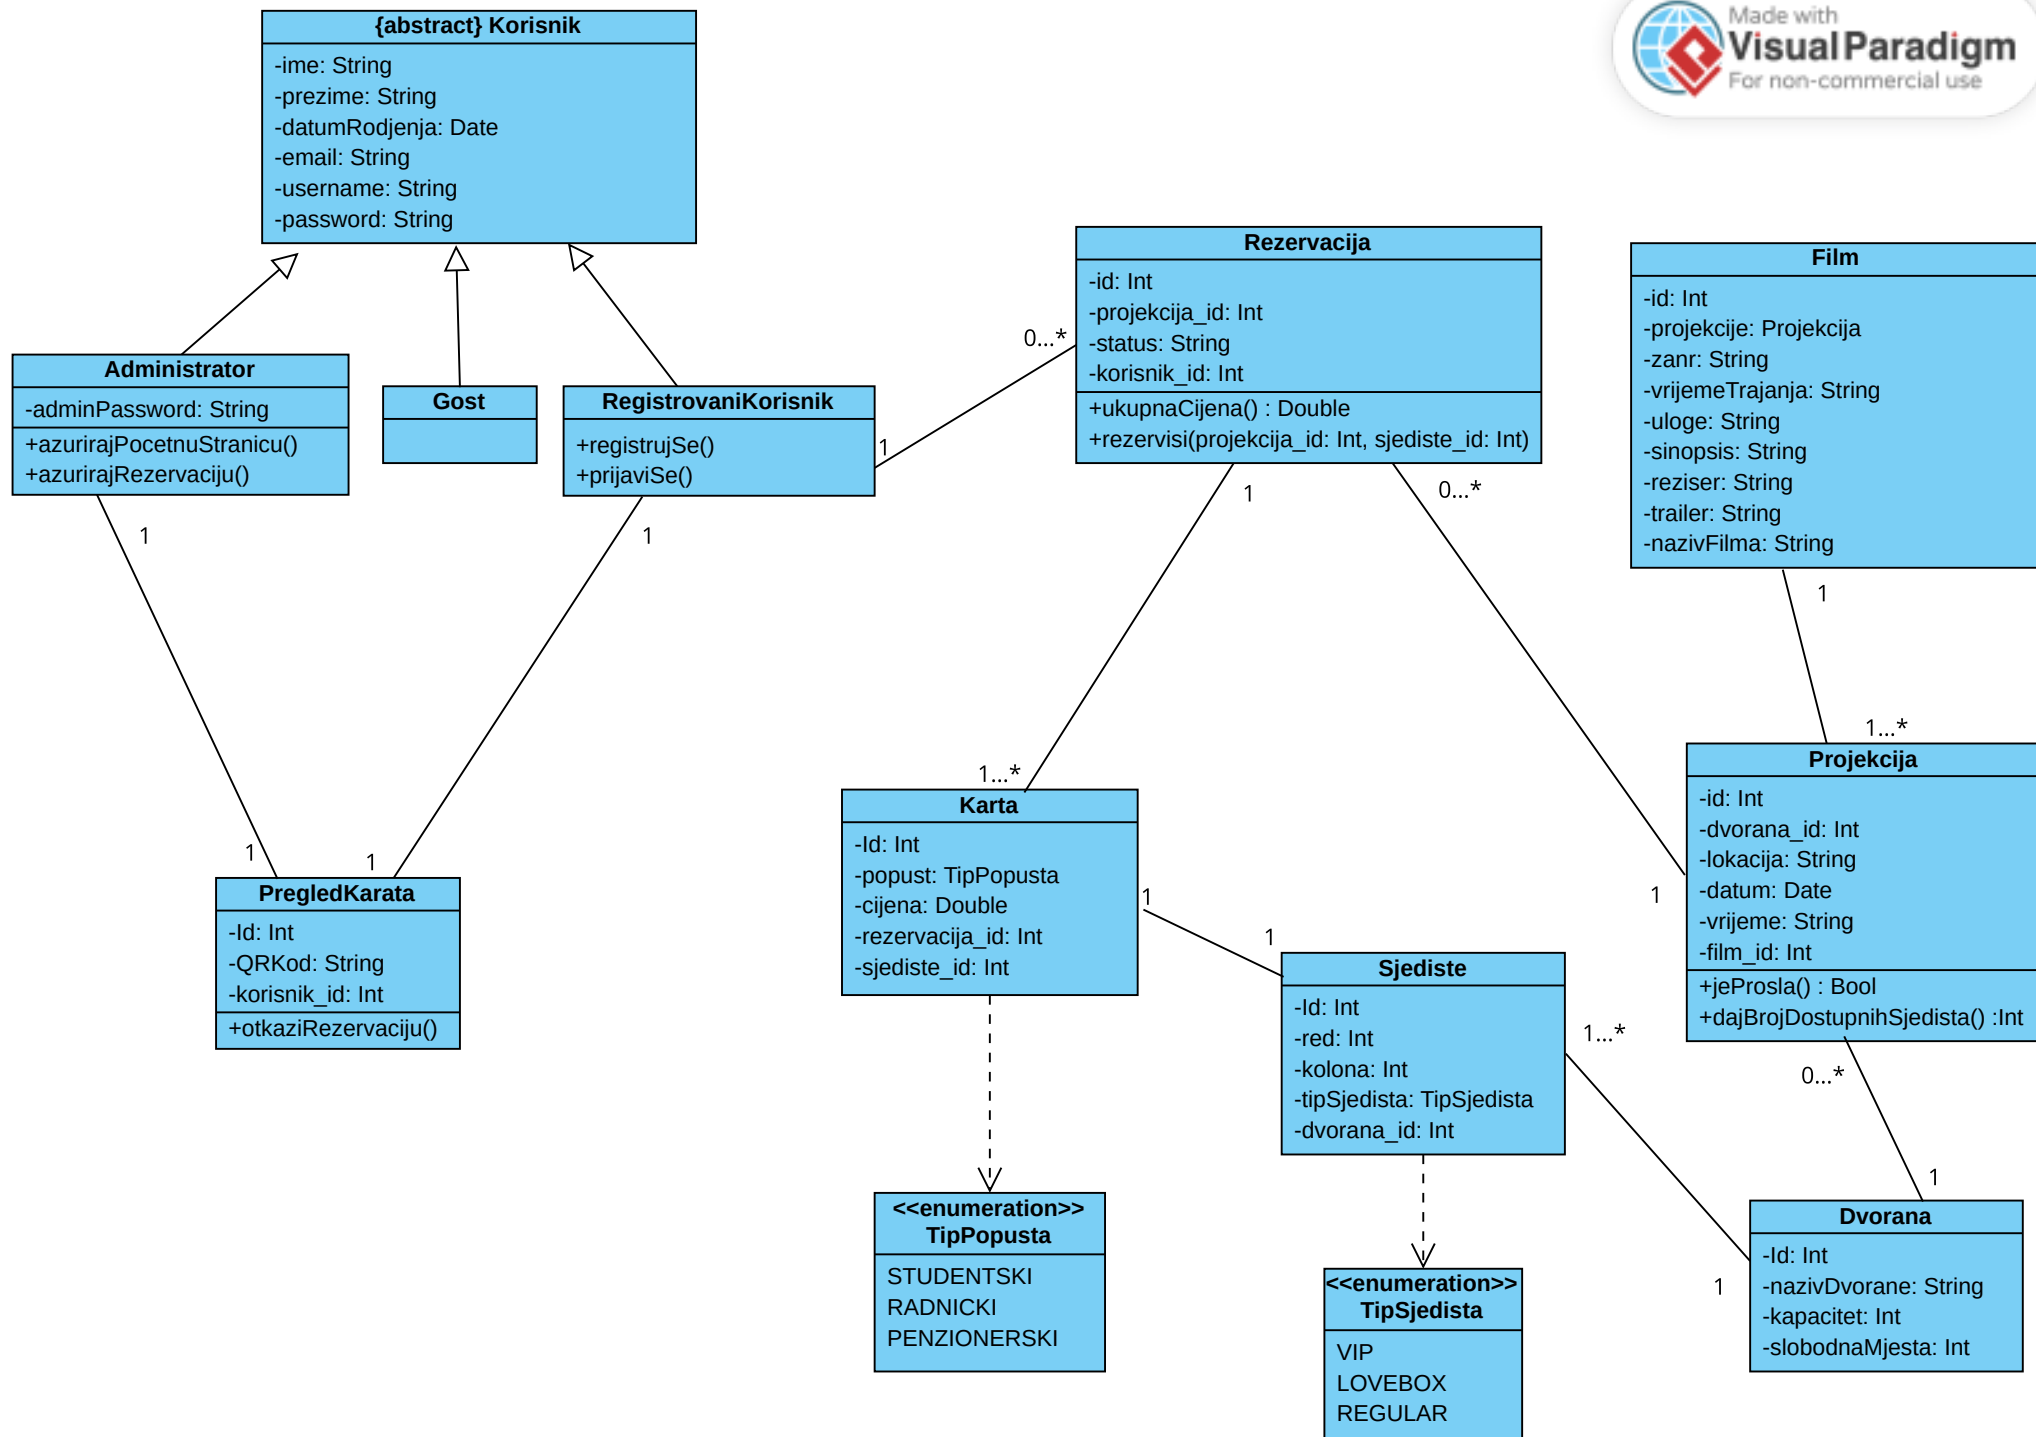 {abstract} Korisnik
-ime: String
-prezime: String
-datumRodjenja: Date
-email: String
-username: String
-password: String
Made with
Visual Paradigm
For non-commercial use
Administrator
-adminPassword: String
+azurirajPocetnuStranicu()
+azurirajRezervaciju()
1
Gost
RegistrovaniKorisnik
+registrujSe()
+prijaviSe()
1
1
0...*
Rezervacija
-id: Int
-projekcija_id: Int
-status: String
-korisnik_id: Int
+ukupnaCijena() : Double
+rezervisi(projekcija_id: Int, sjediste_id: Int)
1
0...*
Film
-id: Int
-projekcije: Projekcija
-zanr: String
-vrijemeTrajanja: String
-uloge: String
-sinopsis: String
-reziser: String
-trailer: String
-nazivFilma: String
1
1...*
1
1
PregledKarata
-Id: Int
-QRKod: String
-korisnik_id: Int
+otkaziRezervaciju()
1...*
Karta
-Id: Int
-popust: TipPopusta
-cijena: Double
-rezervacija_id: Int
-sjediste_id: Int
1
1
Sjediste
-Id: Int
-red: Int
-kolona: Int
-tipSjedista: TipSjedista
-dvorana_id: Int
1...*
1
Projekcija
-id: Int
-dvorana_id: Int
-lokacija: String
-datum: Date
-vrijeme: String
-film_id: Int
+jeProsla() : Bool
+dajBrojDostupnihSjedista() :Int
0...*
1
<<enumeration>>
TipPopusta
STUDENTSKI
RADNICKI
PENZIONERSKI
<<enumeration>>
TipSjedista
VIP
LOVEBOX
REGULAR
1
Dvorana
-Id: Int
-nazivDvorane: String
-kapacitet: Int
-slobodnaMjesta: Int